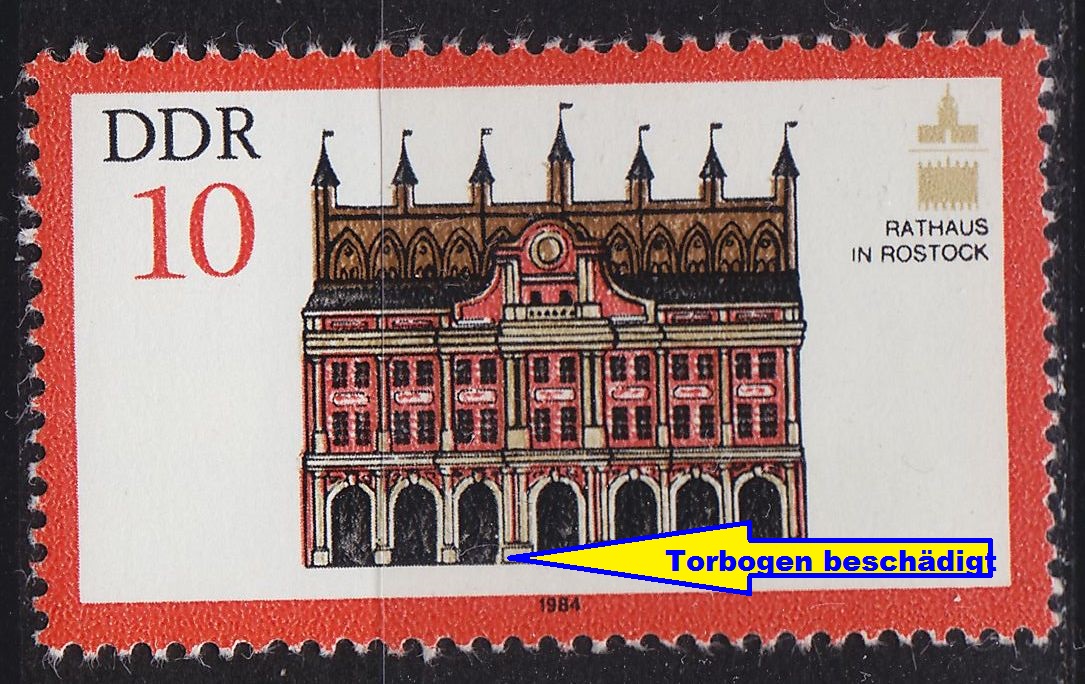 DDR
10
RATHAUS
IN ROSTOCK
Torbogen beschädigt
1984